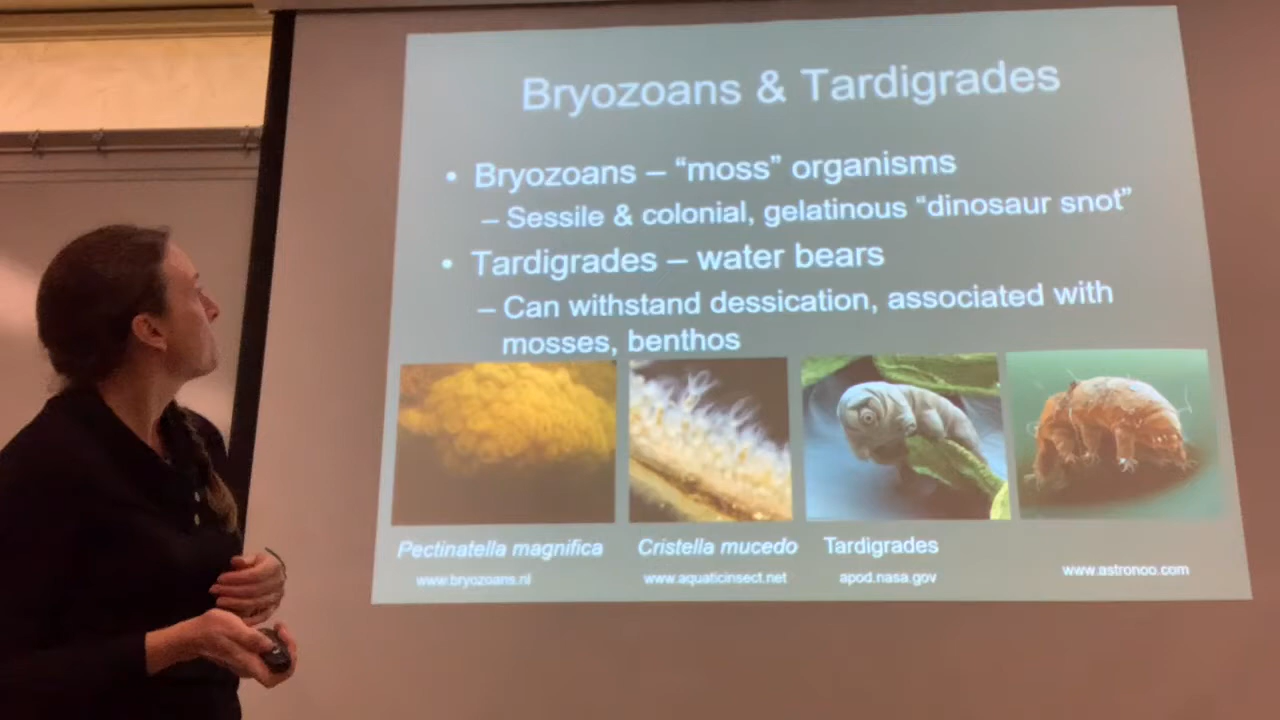 Bryozoans & Tardigrades
• Bryozoans – “moss” organisms
– Sessile & colonial, gelatinous “dinosaur snot”
• Tardigrades – water bears
– Can withstand dessication, associated with
mosses, benthos
Pectinatella magnifica
Cristella mucedo
Tardigrades
www.bryozoans.nl
www.aquaticinsect.net
apod.nasa.gov
www.astronoo.com